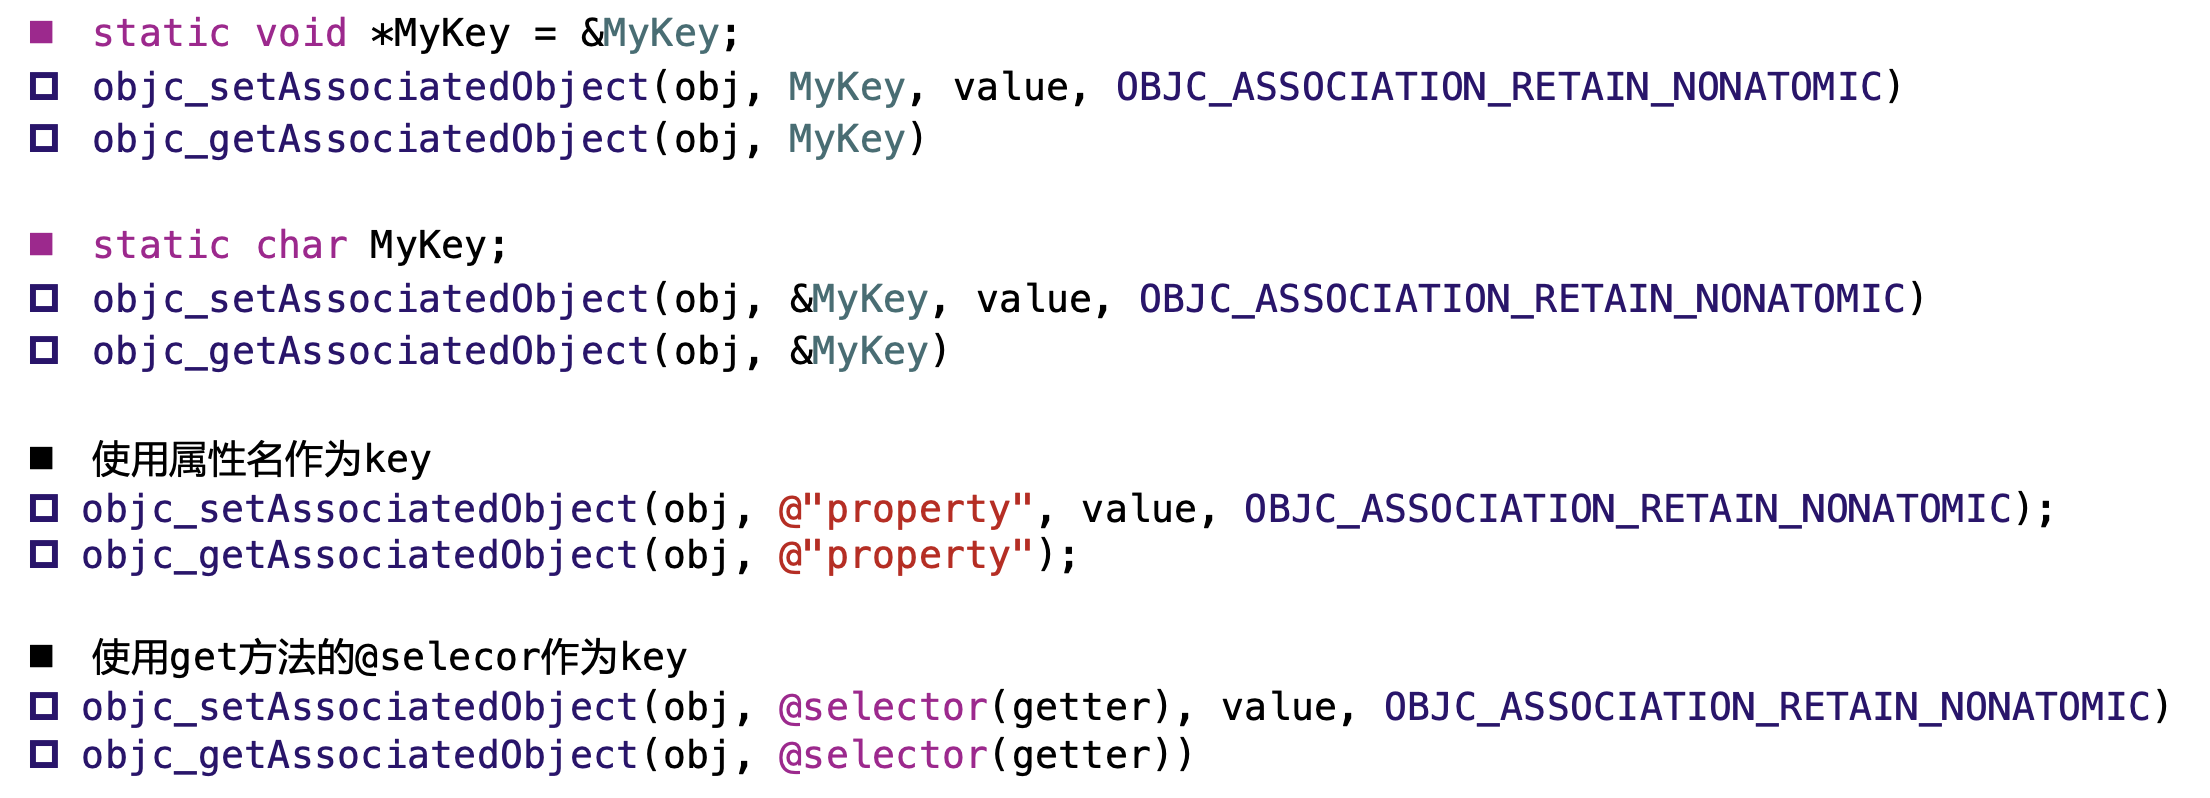 ■ static void *MyKey = &MyKey;
□ objc_setAssociatedObject(obj, MyKey, value, OBJC_ASSOCIATION_RETAIN_NONATOMIC)
□ objc_getAssociatedObject(obj, MyKey)
■ static char MyKey;
□ objc_setAssociatedObject(obj, &MyKey, value, OBJC_ASSOCIATION_RETAIN_NONATOMIC)
□ objc_getAssociatedObject(obj, &MyKey)
■ 使用属性名作为key
□ objc_setAssociatedObject(obj, @"property", value, OBJC_ASSOCIATION_RETAIN_NONATOMIC);
□ objc_getAssociatedObject(obj, @"property");
■ 使用get方法的@selecor作为key
□ objc_setAssociatedObject(obj, @selector(getter), value, OBJC_ASSOCIATION_RETAIN_NONATOMIC)
□ objc_getAssociatedObject(obj, @selector(getter))